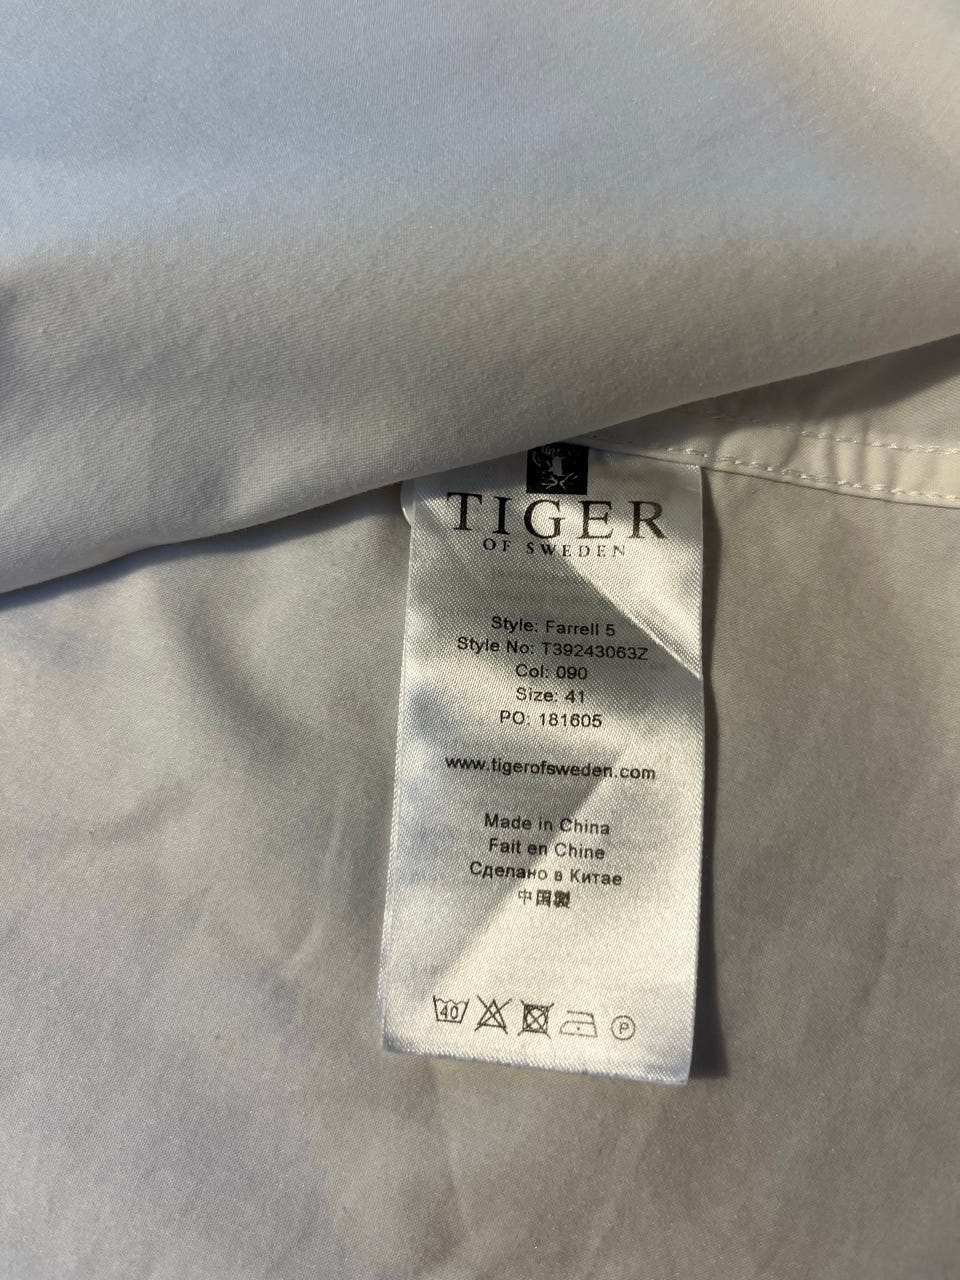 TIGER
OF SWEDEN
Style: Farrell 5
Style No: T39243063Z
Col: 090
Size: 41
PO: 181605
www.tigerofsweden.com
Made in China
Fait en Chine
Сделано в Китае
中国製
40
P